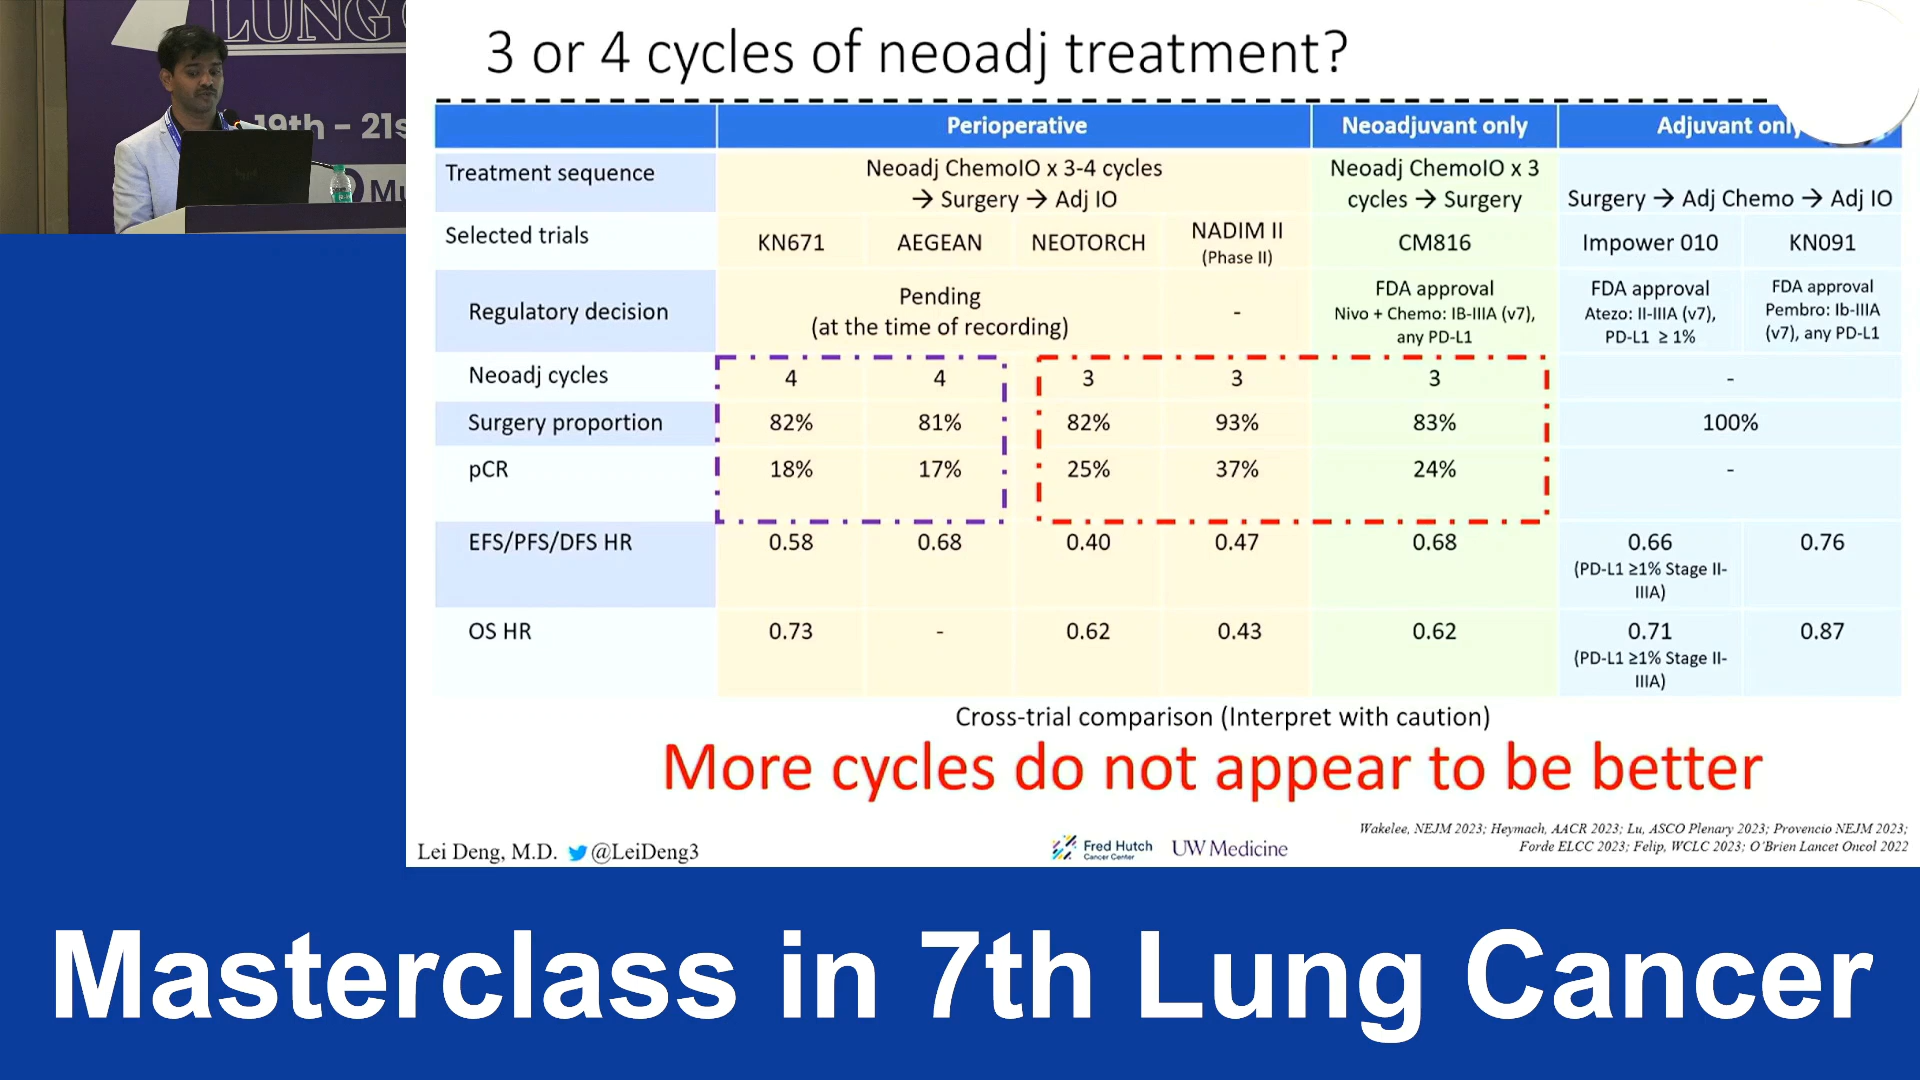 LUNG
19th - 21s
Mu
3 or 4 cycles of neoadj treatment?
Perioperative
Neoadjuvant only
Adjuvant only
Treatment sequence
Neoadj ChemoIO x 3-4 cycles
→ Surgery → Adj IO
Neoadj ChemoIO x 3
cycles → Surgery
Surgery → Adj Chemo → Adj IO
Selected trials
KN671
AEGEAN
NEOTORCH
NADIM II
(Phase II)
CM816
Impower 010
KN091
Regulatory decision
Pending
(at the time of recording)
-
FDA approval
Nivo + Chemo: IB-IIIA (v7),
any PD-L1
FDA approval
Atezo: II-IIIA (v7),
PD-L1 ≥ 1%
FDA approval
Pembro: Ib-IIIA
(v7), any PD-L1
Neoadj cycles
4
4
3
3
3
-
Surgery proportion
82%
81%
82%
93%
83%
100%
pCR
18%
17%
25%
37%
24%
-
EFS/PFS/DFS HR
0.58
0.68
0.40
0.47
0.68
0.66
(PD-L1 ≥1% Stage II-
IIIA)
0.76
OS HR
0.73
-
0.62
0.43
0.62
0.71
(PD-L1 ≥1% Stage II-
IIIA)
0.87
Cross-trial comparison (Interpret with caution)
More cycles do not appear to be better
Wakelee, NEJM 2023; Heymach, AACR 2023; Lu, ASCO Plenary 2023; Provencio NEJM 2023;
Forde ELCC 2023; Felip, WCLC 2023; O'Brien Lancet Oncol 2022
Lei Deng, M.D. @LeiDeng3
Fred Hutch
Cancer Center
UW Medicine
Masterclass in 7th Lung Cancer